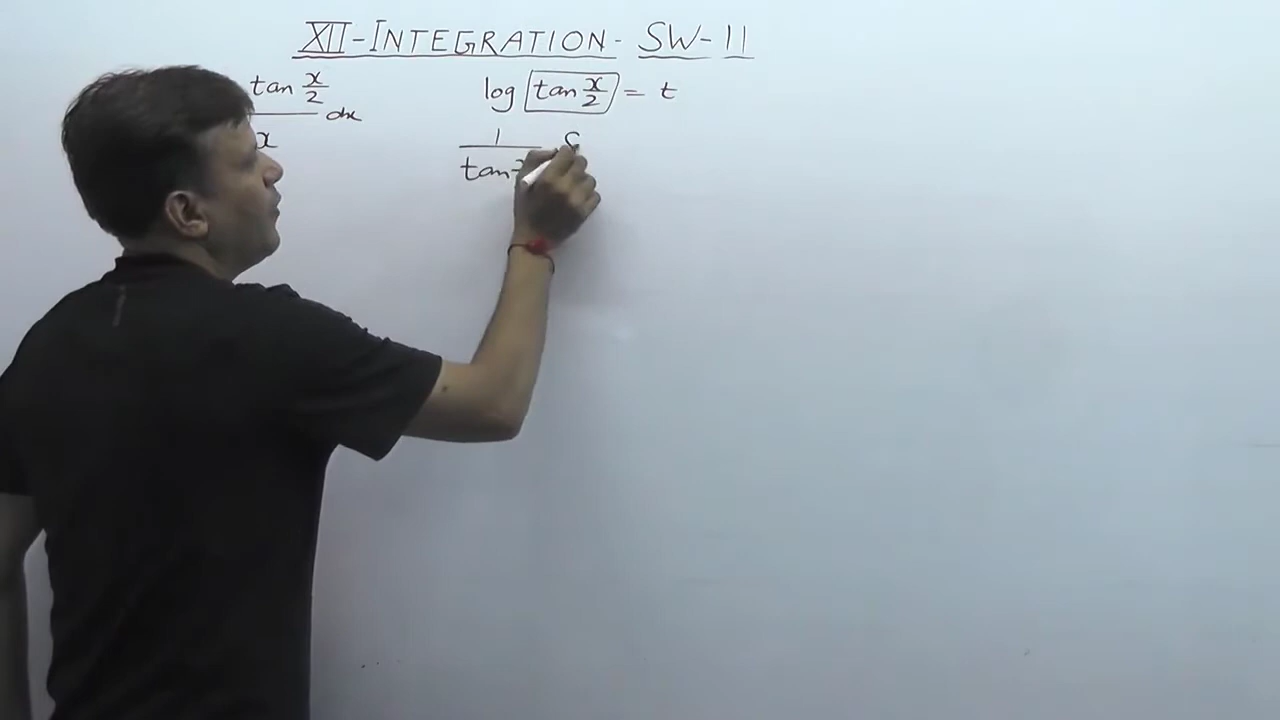 XII - INTEGRATION - SW - 11
tan x/2
x dx
log tan x/2 = t
1
tan